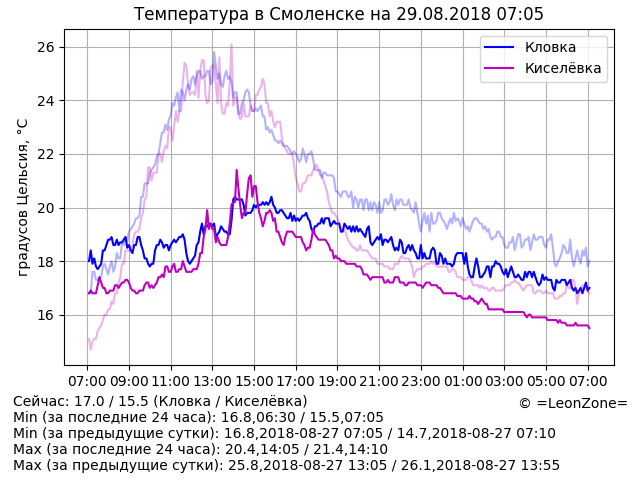 Температура в Смоленске на 29.08.2018 07:05
градусов Цельсия, °C
26
24
22
20
18
16
Кловка
Киселёвка
07:00 09:00 11:00 13:00 15:00 17:00 19:00 21:00 23:00 01:00 03:00 05:00 07:00
Сейчас: 17.0 / 15.5 (Кловка / Киселёвка)
© =LeonZone=
Min (за последние 24 часа): 16.8,06:30 / 15.5,07:05
Min (за предыдущие сутки): 16.8,2018-08-27 07:05 / 14.7,2018-08-27 07:10
Max (за последние 24 часа): 20.4,14:05 / 21.4,14:10
Max (за предыдущие сутки): 25.8,2018-08-27 13:05 / 26.1,2018-08-27 13:55